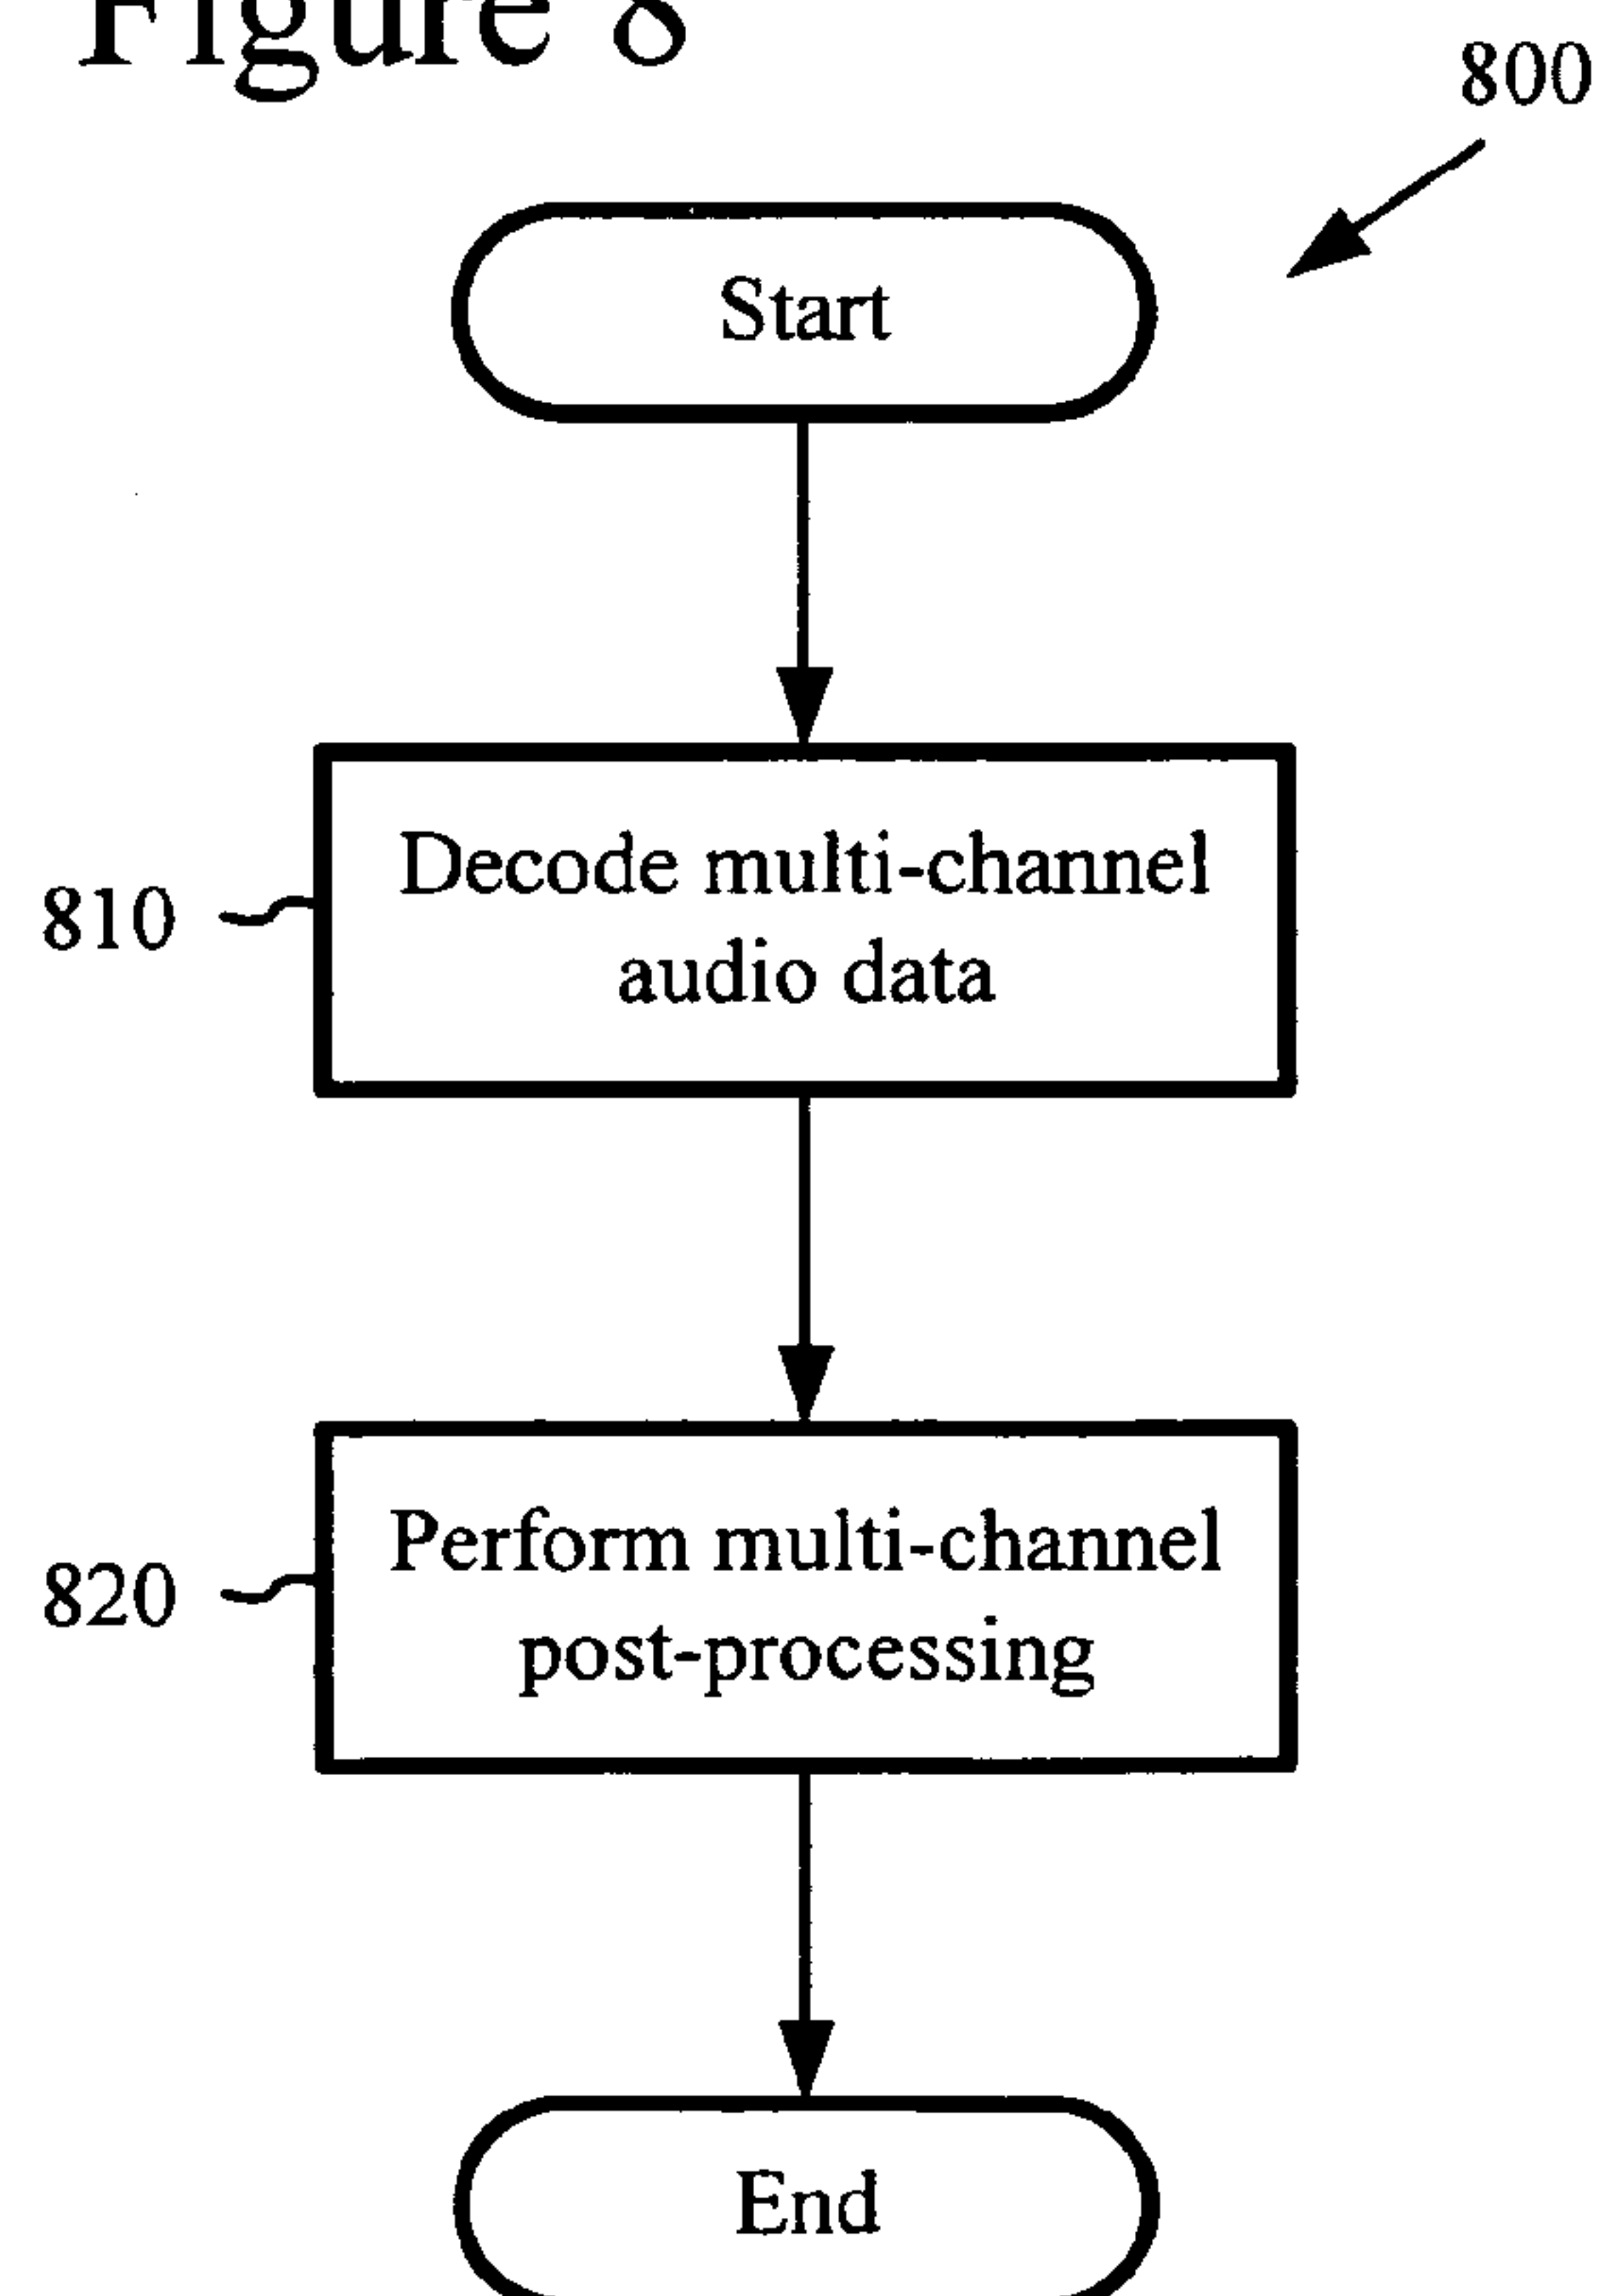 Figure 8
800
Start
810
Decode multi-channel
audio data
820
Perform multi-channel
post-processing
End